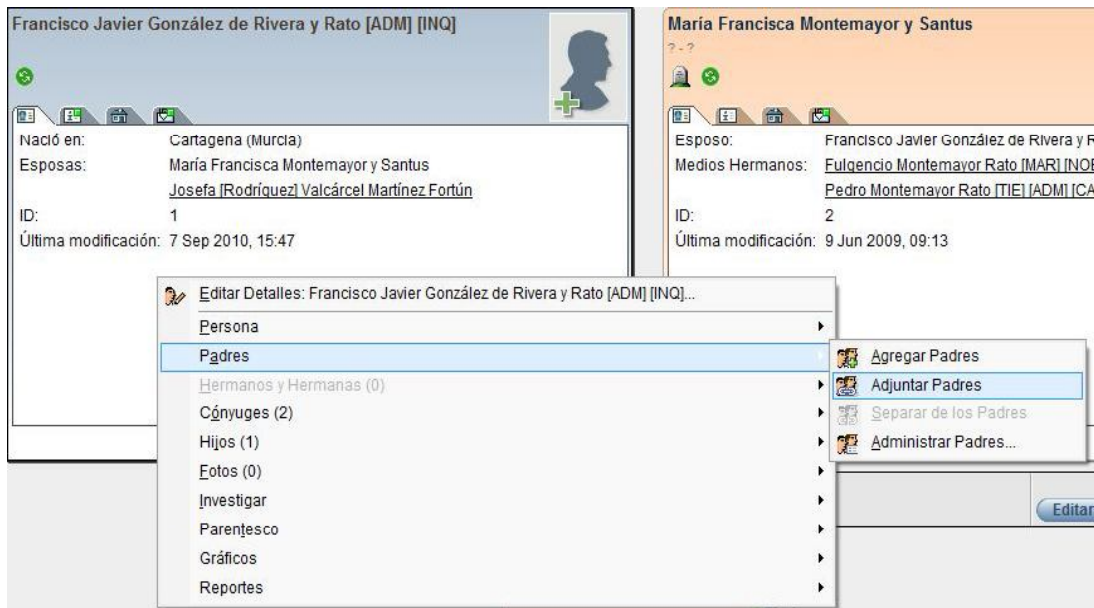 Francisco Javier González de Rivera y Rato [ADM] [INQ]
Nació en: Cartagena (Murcia)
Esposas: María Francisca Montemayor y Santus
Josefa [Rodríguez] Valcárcel Martínez Fortún
ID: 1
Última modificación: 7 Sep 2010, 15:47
María Francisca Montemayor y Santus
? - ?
Esposo: Francisco Javier González de Rivera y R
Medios Hermanos: Fulgencio Montemayor Rato [MAR] [NOB
Pedro Montemayor Rato [TIE] [ADM] [CA
ID: 2
Última modificación: 9 Jun 2009, 09:13
Editar Detalles: Francisco Javier González de Rivera y Rato [ADM] [INQ]...
Persona
Padres
Hermanos y Hermanas (0)
Cónyuges (2)
Hijos (1)
Fotos (0)
Investigar
Parentesco
Gráficos
Reportes
Agregar Padres
Adjuntar Padres
Separar de los Padres
Administrar Padres...
Editar